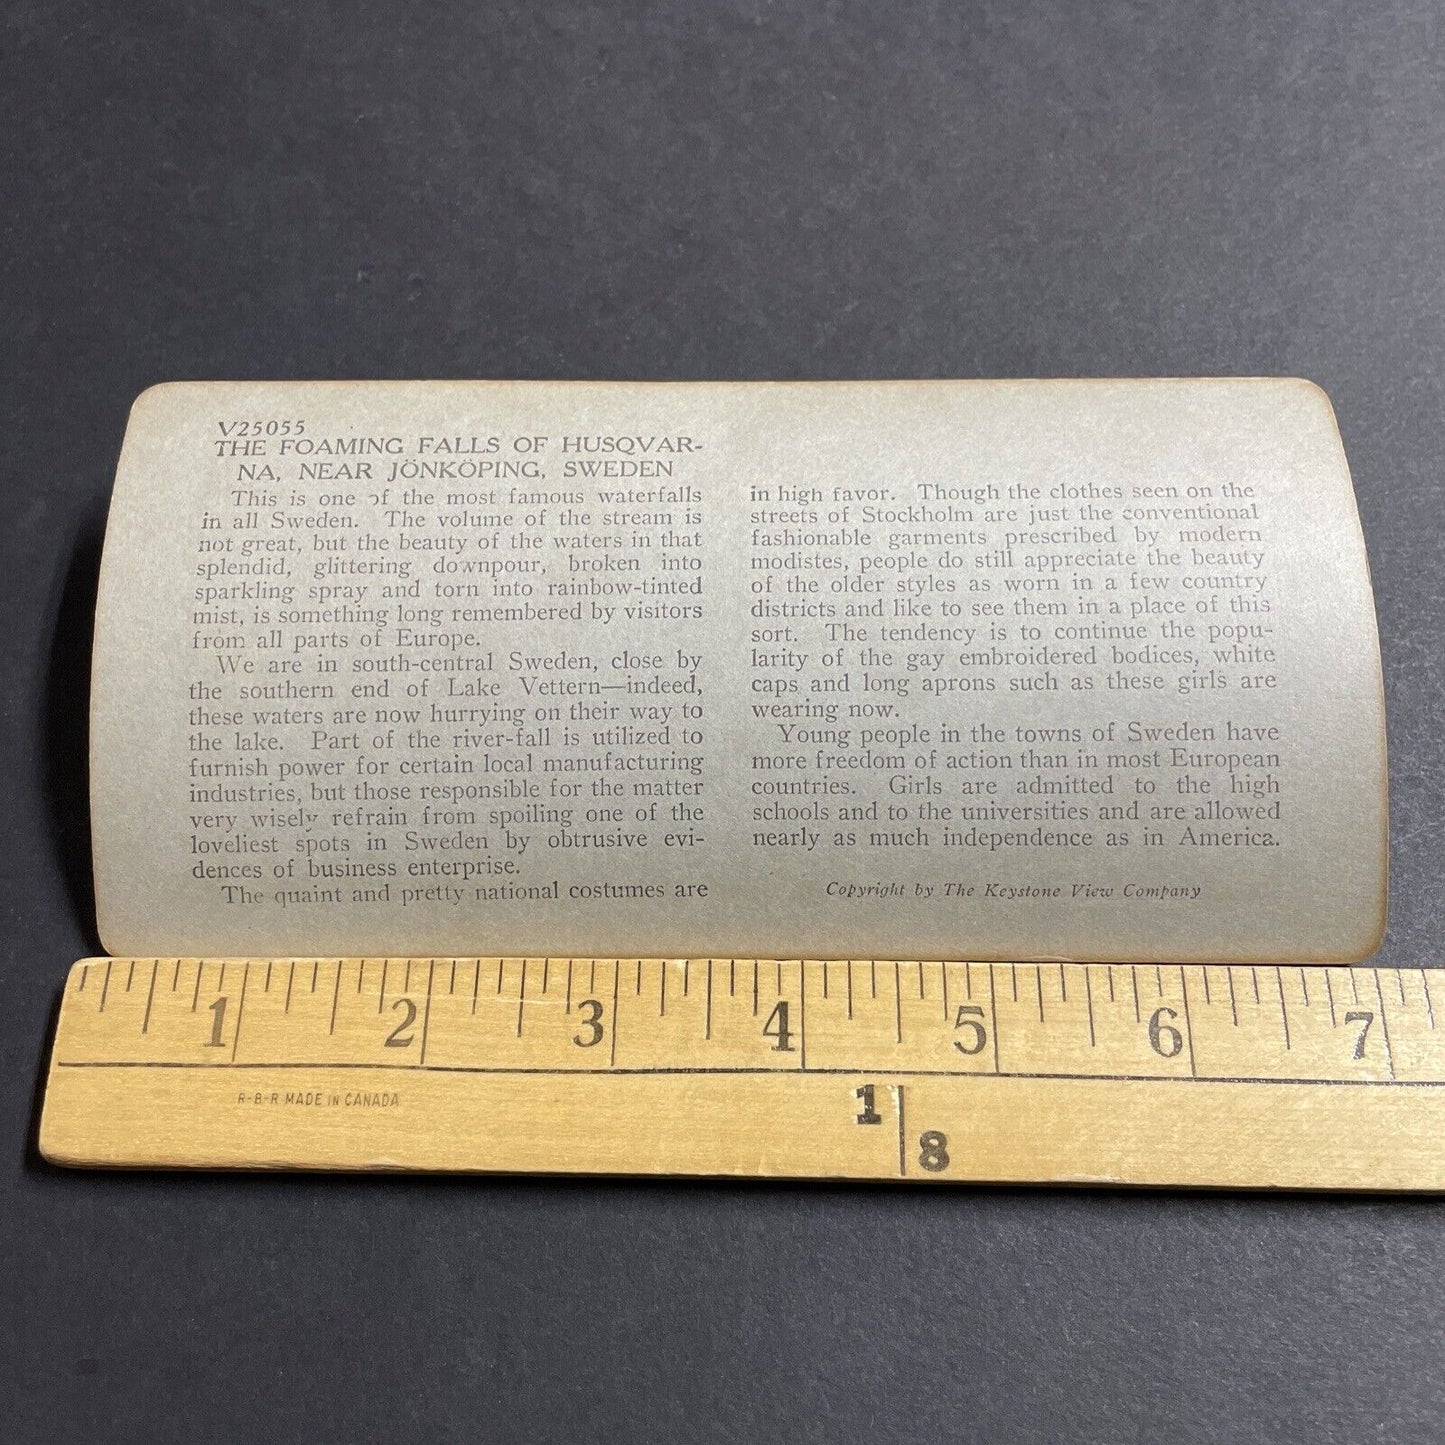 V25055
THE FOAMING FALLS OF HUSQVAR-
NA, NEAR JÖNKÖPING, SWEDEN
This is one of the most famous waterfalls
in all Sweden. The volume of the stream is
not great, but the beauty of the waters in that
splendid, glittering downpour, broken into
sparkling spray and torn into rainbow-tinted
mist, is something long remembered by visitors
from all parts of Europe.
We are in south-central Sweden, close by
the southern end of Lake Vettern—indeed,
these waters are now hurrying on their way to
the lake. Part of the river-fall is utilized to
furnish power for certain local manufacturing
industries, but those responsible for the matter
very wisely refrain from spoiling one of the
loveliest spots in Sweden by obtrusive evi-
dences of business enterprise.
The quaint and pretty national costumes are
in high favor. Though the clothes seen on the
streets of Stockholm are just the conventional
fashionable garments prescribed by modern
modistes, people do still appreciate the beauty
of the older styles as worn in a few country
districts and like to see them in a place of this
sort. The tendency is to continue the popu-
larity of the gay embroidered bodices, white
caps and long aprons such as these girls are
wearing now.
Young people in the towns of Sweden have
more freedom of action than in most European
countries. Girls are admitted to the high
schools and to the universities and are allowed
nearly as much independence as in America.
Copyright by The Keystone View Company
1 2 3 4 5 6 7
R-B-R MADE IN CANADA
1
8